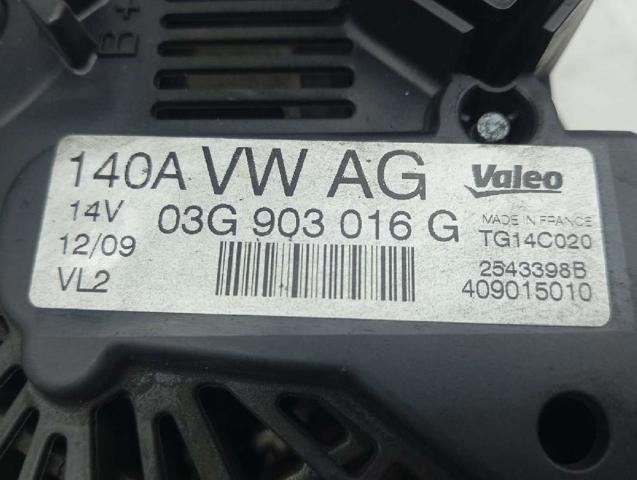 B+
140A VW AG Valeo
14V 03G 903 016 G MADE IN FRANCE
12/09 TG14C020
VL2 2543398B
409015010